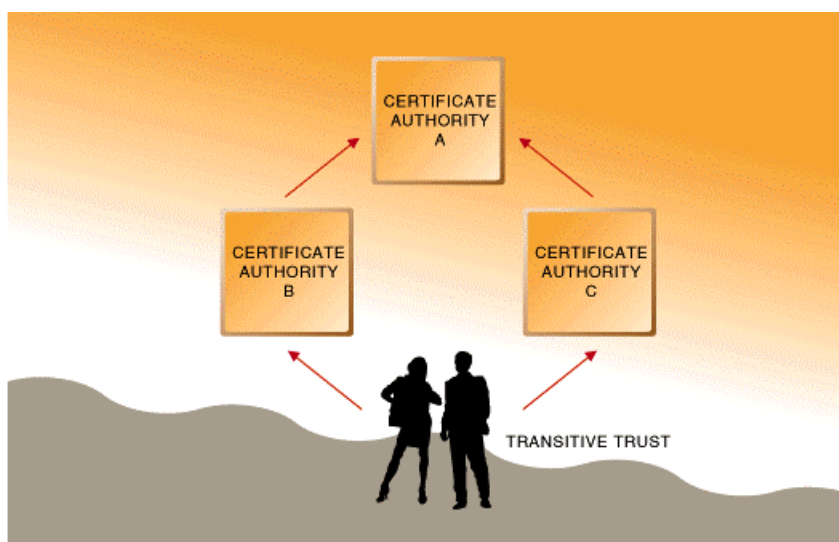 CERTIFICATE
AUTHORITY
A
CERTIFICATE
AUTHORITY
B
CERTIFICATE
AUTHORITY
C
TRANSITIVE TRUST